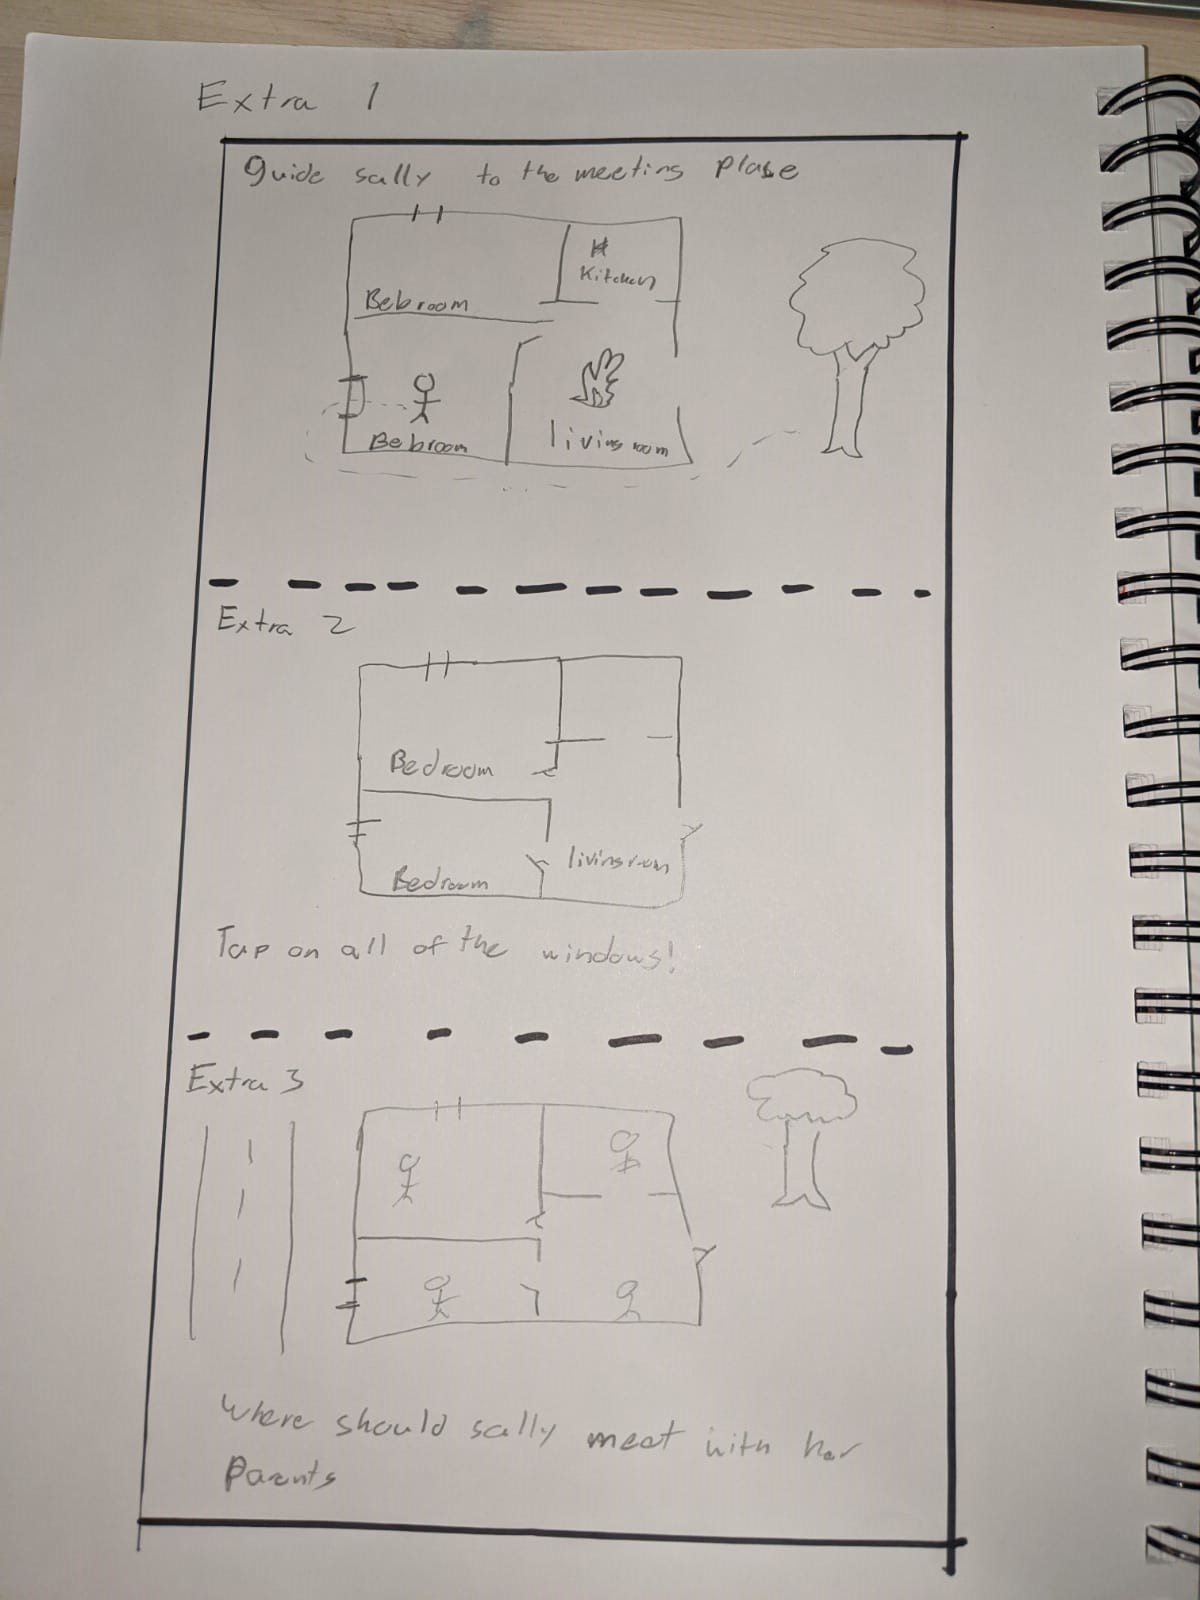 Extra 1
Guide sally to the meeting place
Kitchen
Bebroom
Bebroom
living room
Extra 2
Bedroom
livingroom
Bedroom
Tap on all of the windows!
Extra 3
Where should sally meet with her
Parents